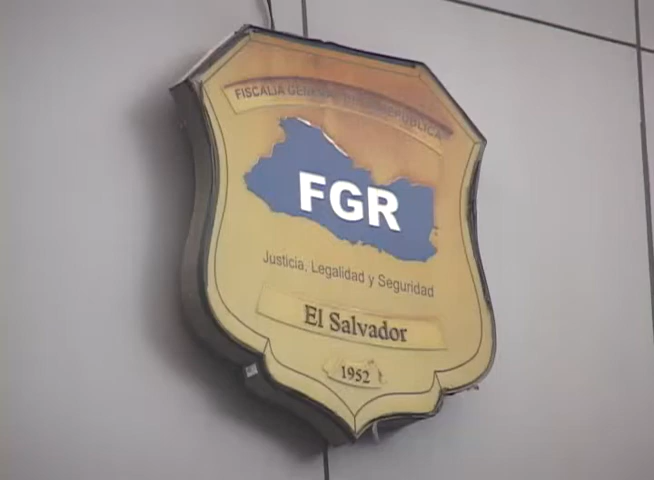 FISCALIA GENERAL DE LA REPUBLICA
FGR
Justicia, Legalidad y Seguridad
El Salvador
1952